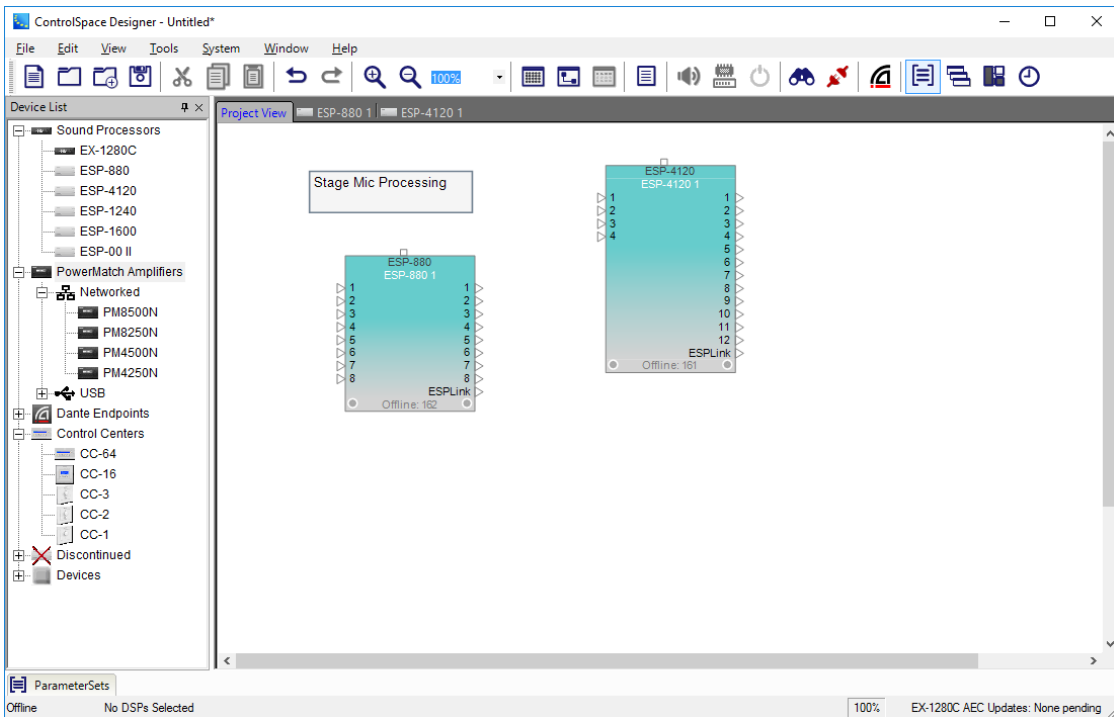 ControlSpace Designer - Untitled*
File Edit View Tools System Window Help
100%
Device List
Project View ESP-880 1 ESP-4120 1
Sound Processors
EX-1280C
ESP-880
ESP-4120
ESP-1240
ESP-1600
ESP-00 II
PowerMatch Amplifiers
Networked
PM8500N
PM8250N
PM4500N
PM4250N
USB
Dante Endpoints
Control Centers
CC-64
CC-16
CC-3
CC-2
CC-1
Discontinued
Devices
Stage Mic Processing
ESP-880
ESP-880 1
1 1
2 2
3 3
4 4
5 5
6 6
7 7
8 8
ESPLink
Offline: 162
ESP-4120
ESP-4120 1
1 1
2 2
3 3
4 4
5
6
7
8
9
10
11
12
ESPLink
Offline: 161
ParameterSets
Offline No DSPs Selected 100% EX-1280C AEC Updates: None pending